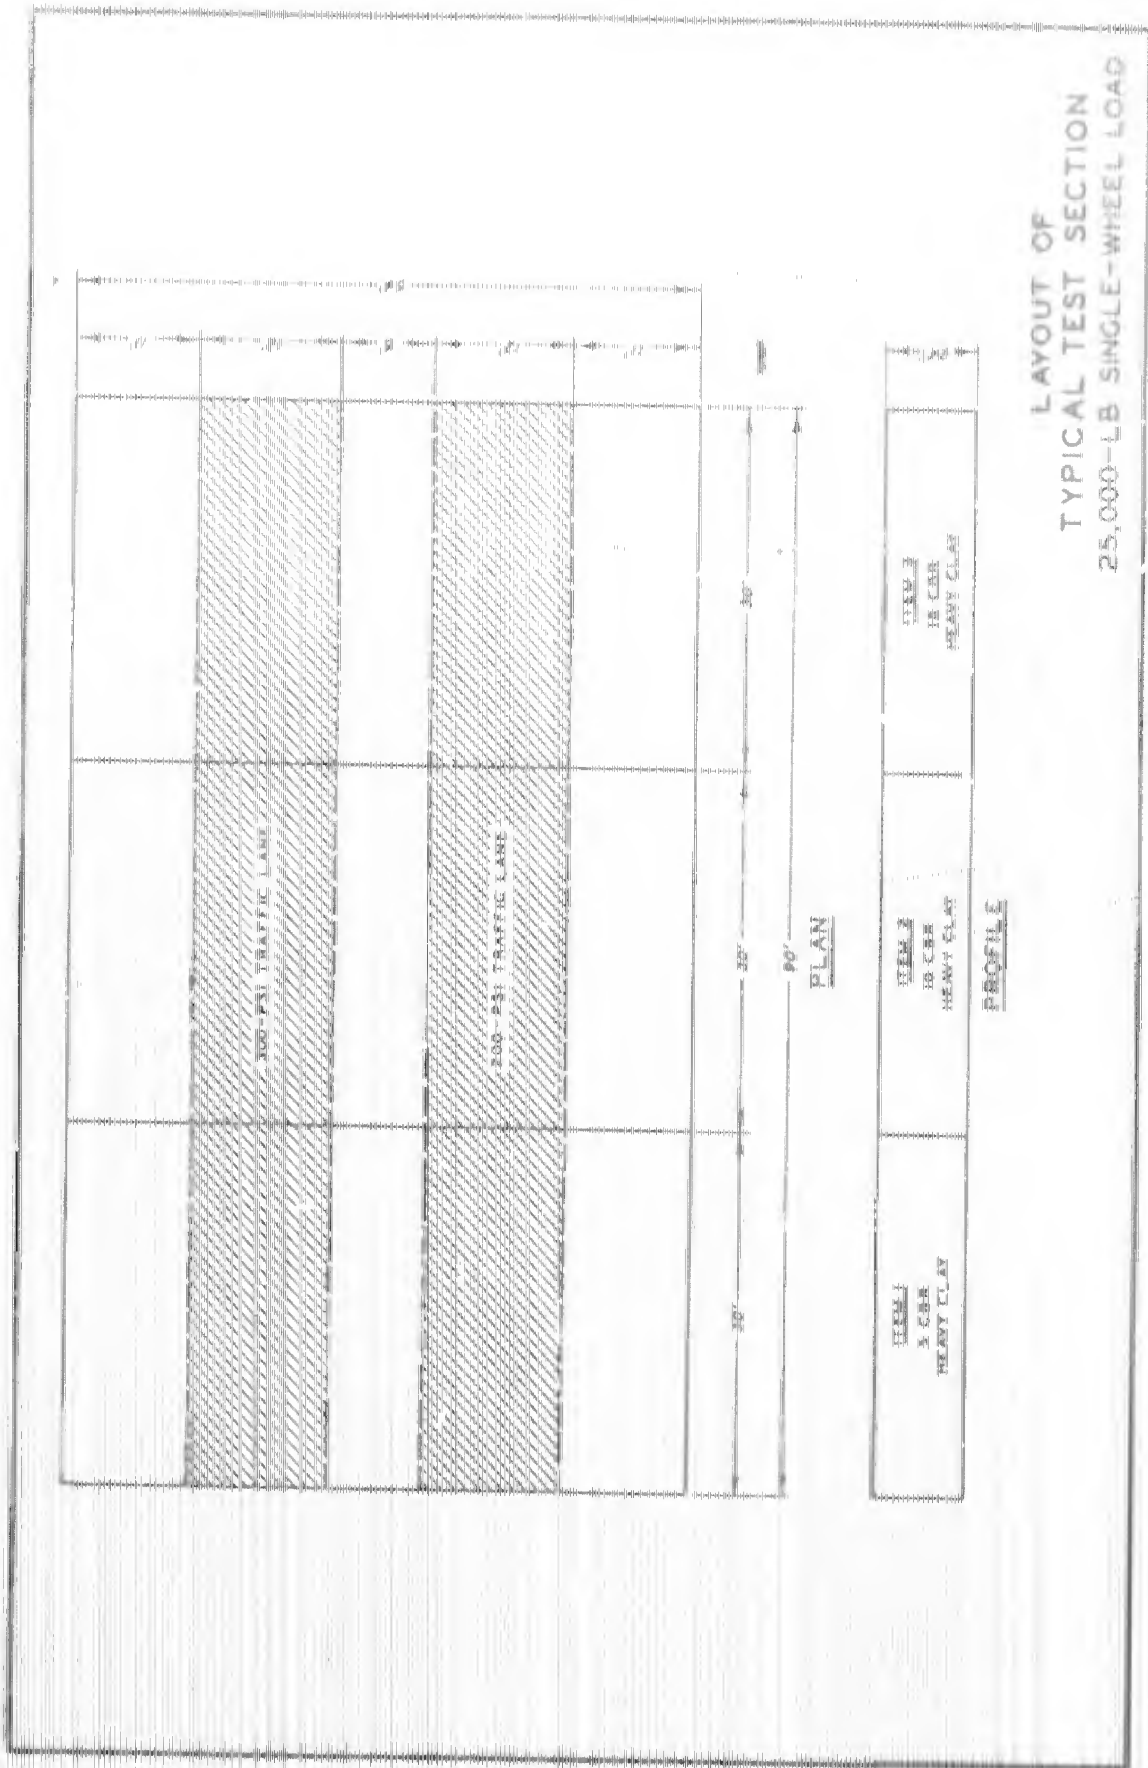 100-PSI TRAFFIC LANE
200-PSI TRAFFIC LANE
30'
30'
30'
90'
PLAN
ITEM 1
5 CBR
HEAVY CLAY
ITEM 2
10 CBR
HEAVY CLAY
ITEM 3
HEAVY CLAY
PROFILE
LAYOUT OF
TYPICAL TEST SECTION
25,000-LB SINGLE-WHEEL LOAD